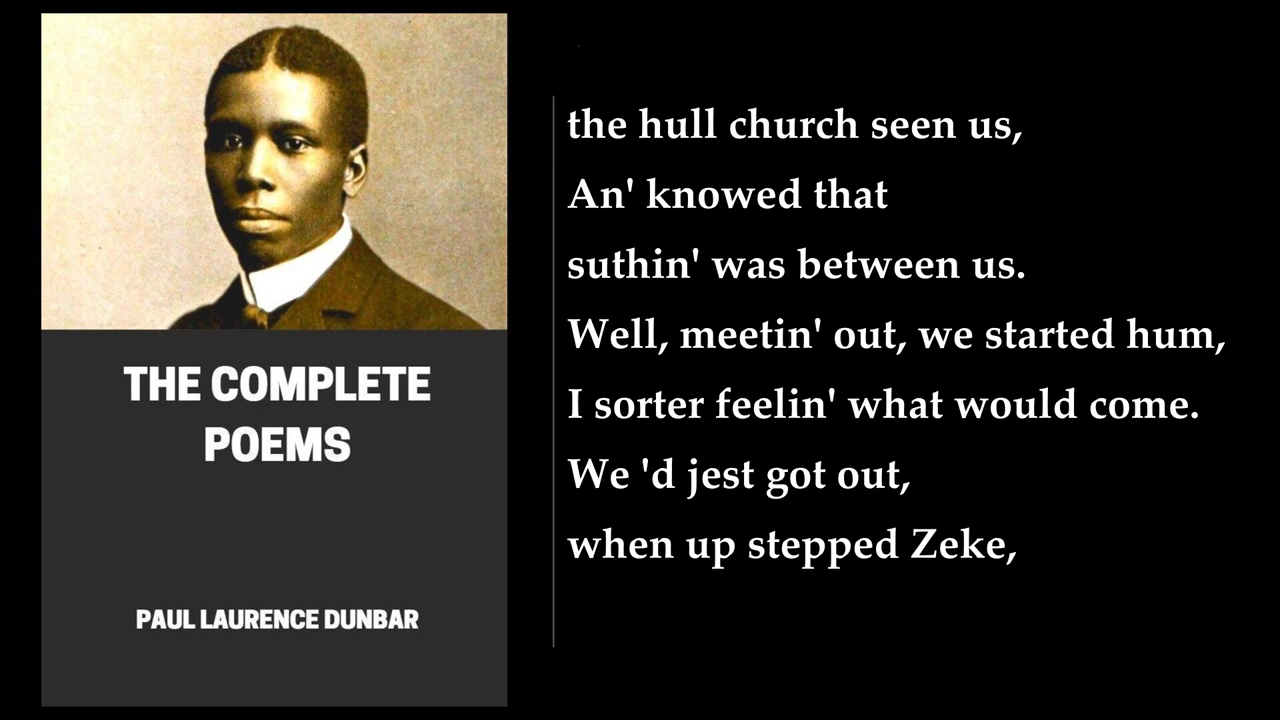 THE COMPLETE
POEMS
PAUL LAURENCE DUNBAR
the hull church seen us,
An' knowed that
suthin' was between us.
Well, meetin' out, we started hum,
I sorter feelin' what would come.
We 'd jest got out,
when up stepped Zeke,